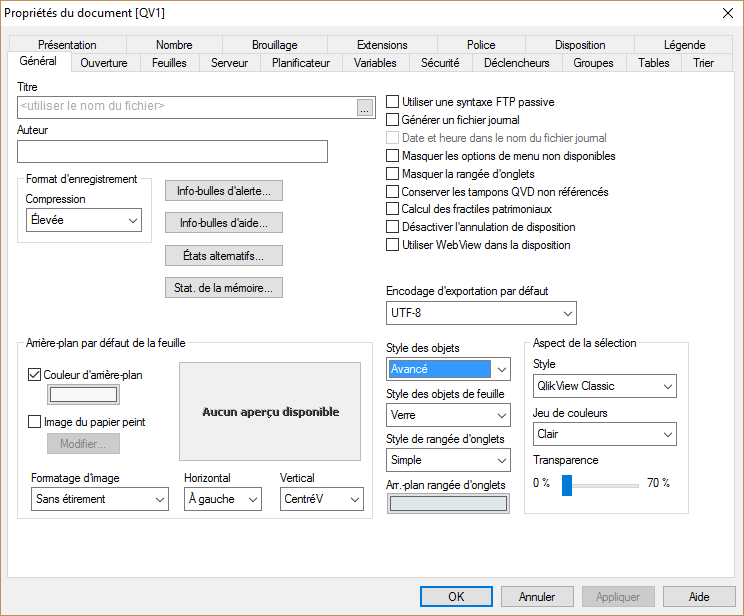 Propriétés du document [QV1]
Présentation Nombre Brouillage Extensions Police Disposition Légende
Général Ouverture Feuilles Serveur Planificateur Variables Sécurité Déclencheurs Groupes Tables Trier
Titre
<utiliser le nom du fichier>
...
Auteur
Format d'enregistrement
Compression
Élevée
Info-bulles d'alerte...
Info-bulles d'aide...
États alternatifs...
Stat. de la mémoire...
Utiliser une syntaxe FTP passive
Générer un fichier journal
Date et heure dans le nom du fichier journal
Masquer les options de menu non disponibles
Masquer la rangée d'onglets
Conserver les tampons QVD non référencés
Calcul des fractiles patrimoniaux
Désactiver l'annulation de disposition
Utiliser WebView dans la disposition
Encodage d'exportation par défaut
UTF-8
Arrière-plan par défaut de la feuille
Couleur d'arrière-plan
Image du papier peint
Modifier...
Aucun aperçu disponible
Formatage d'image
Sans étirement
Horizontal
À gauche
Vertical
CentréV
Style des objets
Avancé
Style des objets de feuille
Verre
Style de rangée d'onglets
Simple
Arr.-plan rangée d'onglets
Aspect de la sélection
Style
QlikView Classic
Jeu de couleurs
Clair
Transparence
0 % 70 %
OK Annuler Appliquer Aide